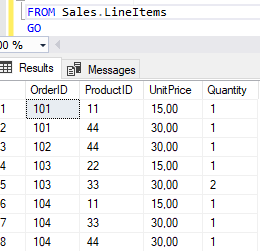 FROM Sales.LineItems
GO
00 %
Results Messages
OrderID ProductID UnitPrice Quantity
1 101 11 15,00 1
2 101 44 30,00 1
3 102 44 30,00 1
4 103 22 15,00 1
5 103 33 30,00 2
6 104 11 15,00 1
7 104 33 30,00 1
8 104 44 30,00 1